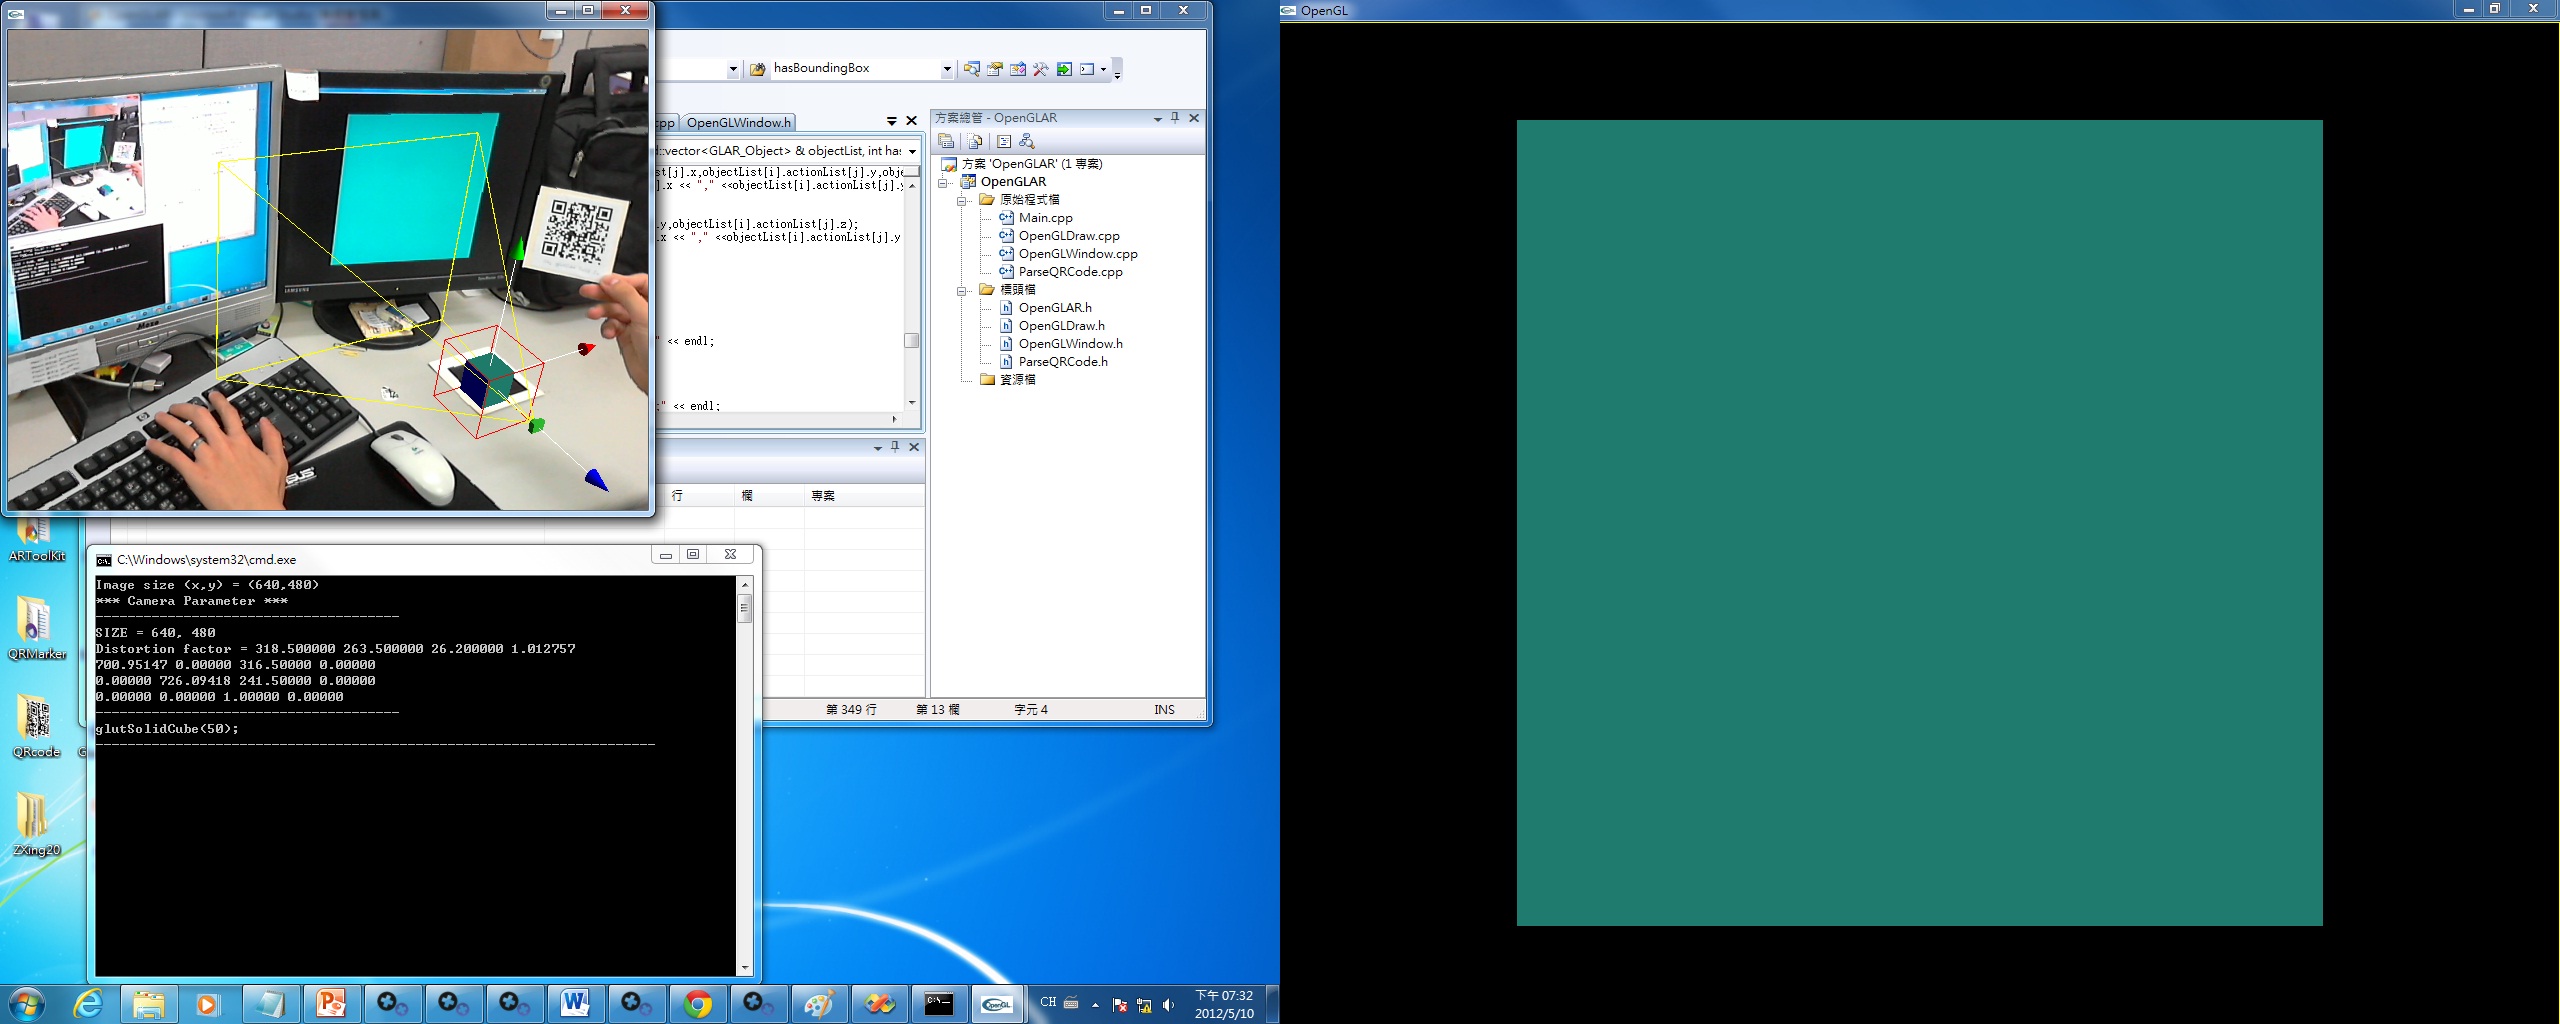 OpenGL
hasBoundingBox
cpp
OpenGLWindow.h
d::vector<GLAR_Object> & objectList, int has
st[j].x,objectList[i].actionList[j].y,obje
].x << "," <<objectList[i].actionList[j].y
.y,objectList[i].actionList[j].z);
.x << "," <<objectList[i].actionList[j].y
" << endl;
;" << endl;
方案總管 - OpenGLAR
方案 'OpenGLAR' (1 專案)
OpenGLAR
原始程式檔
Main.cpp
OpenGLDraw.cpp
OpenGLWindow.cpp
ParseQRCode.cpp
標頭檔
OpenGLAR.h
OpenGLDraw.h
OpenGLWindow.h
ParseQRCode.h
資源檔
行 欄 專案
第 349 行 第 13 欄 字元 4 INS
SAMSUNG
ASUS
ARToolKit
QRMarker
QRcode
ZXing20
C:\Windows\system32\cmd.exe
Image size (x,y) = (640,480)
*** Camera Parameter ***
--------------------------------------
SIZE = 640, 480
Distortion factor = 318.500000 263.500000 26.200000 1.012757
700.95147 0.00000 316.50000 0.00000
0.00000 726.09418 241.50000 0.00000
0.00000 0.00000 1.00000 0.00000
--------------------------------------
glutSolidCube(50);
----------------------------------------------------------------------
OpenGL
CH
下午 07:32
2012/5/10